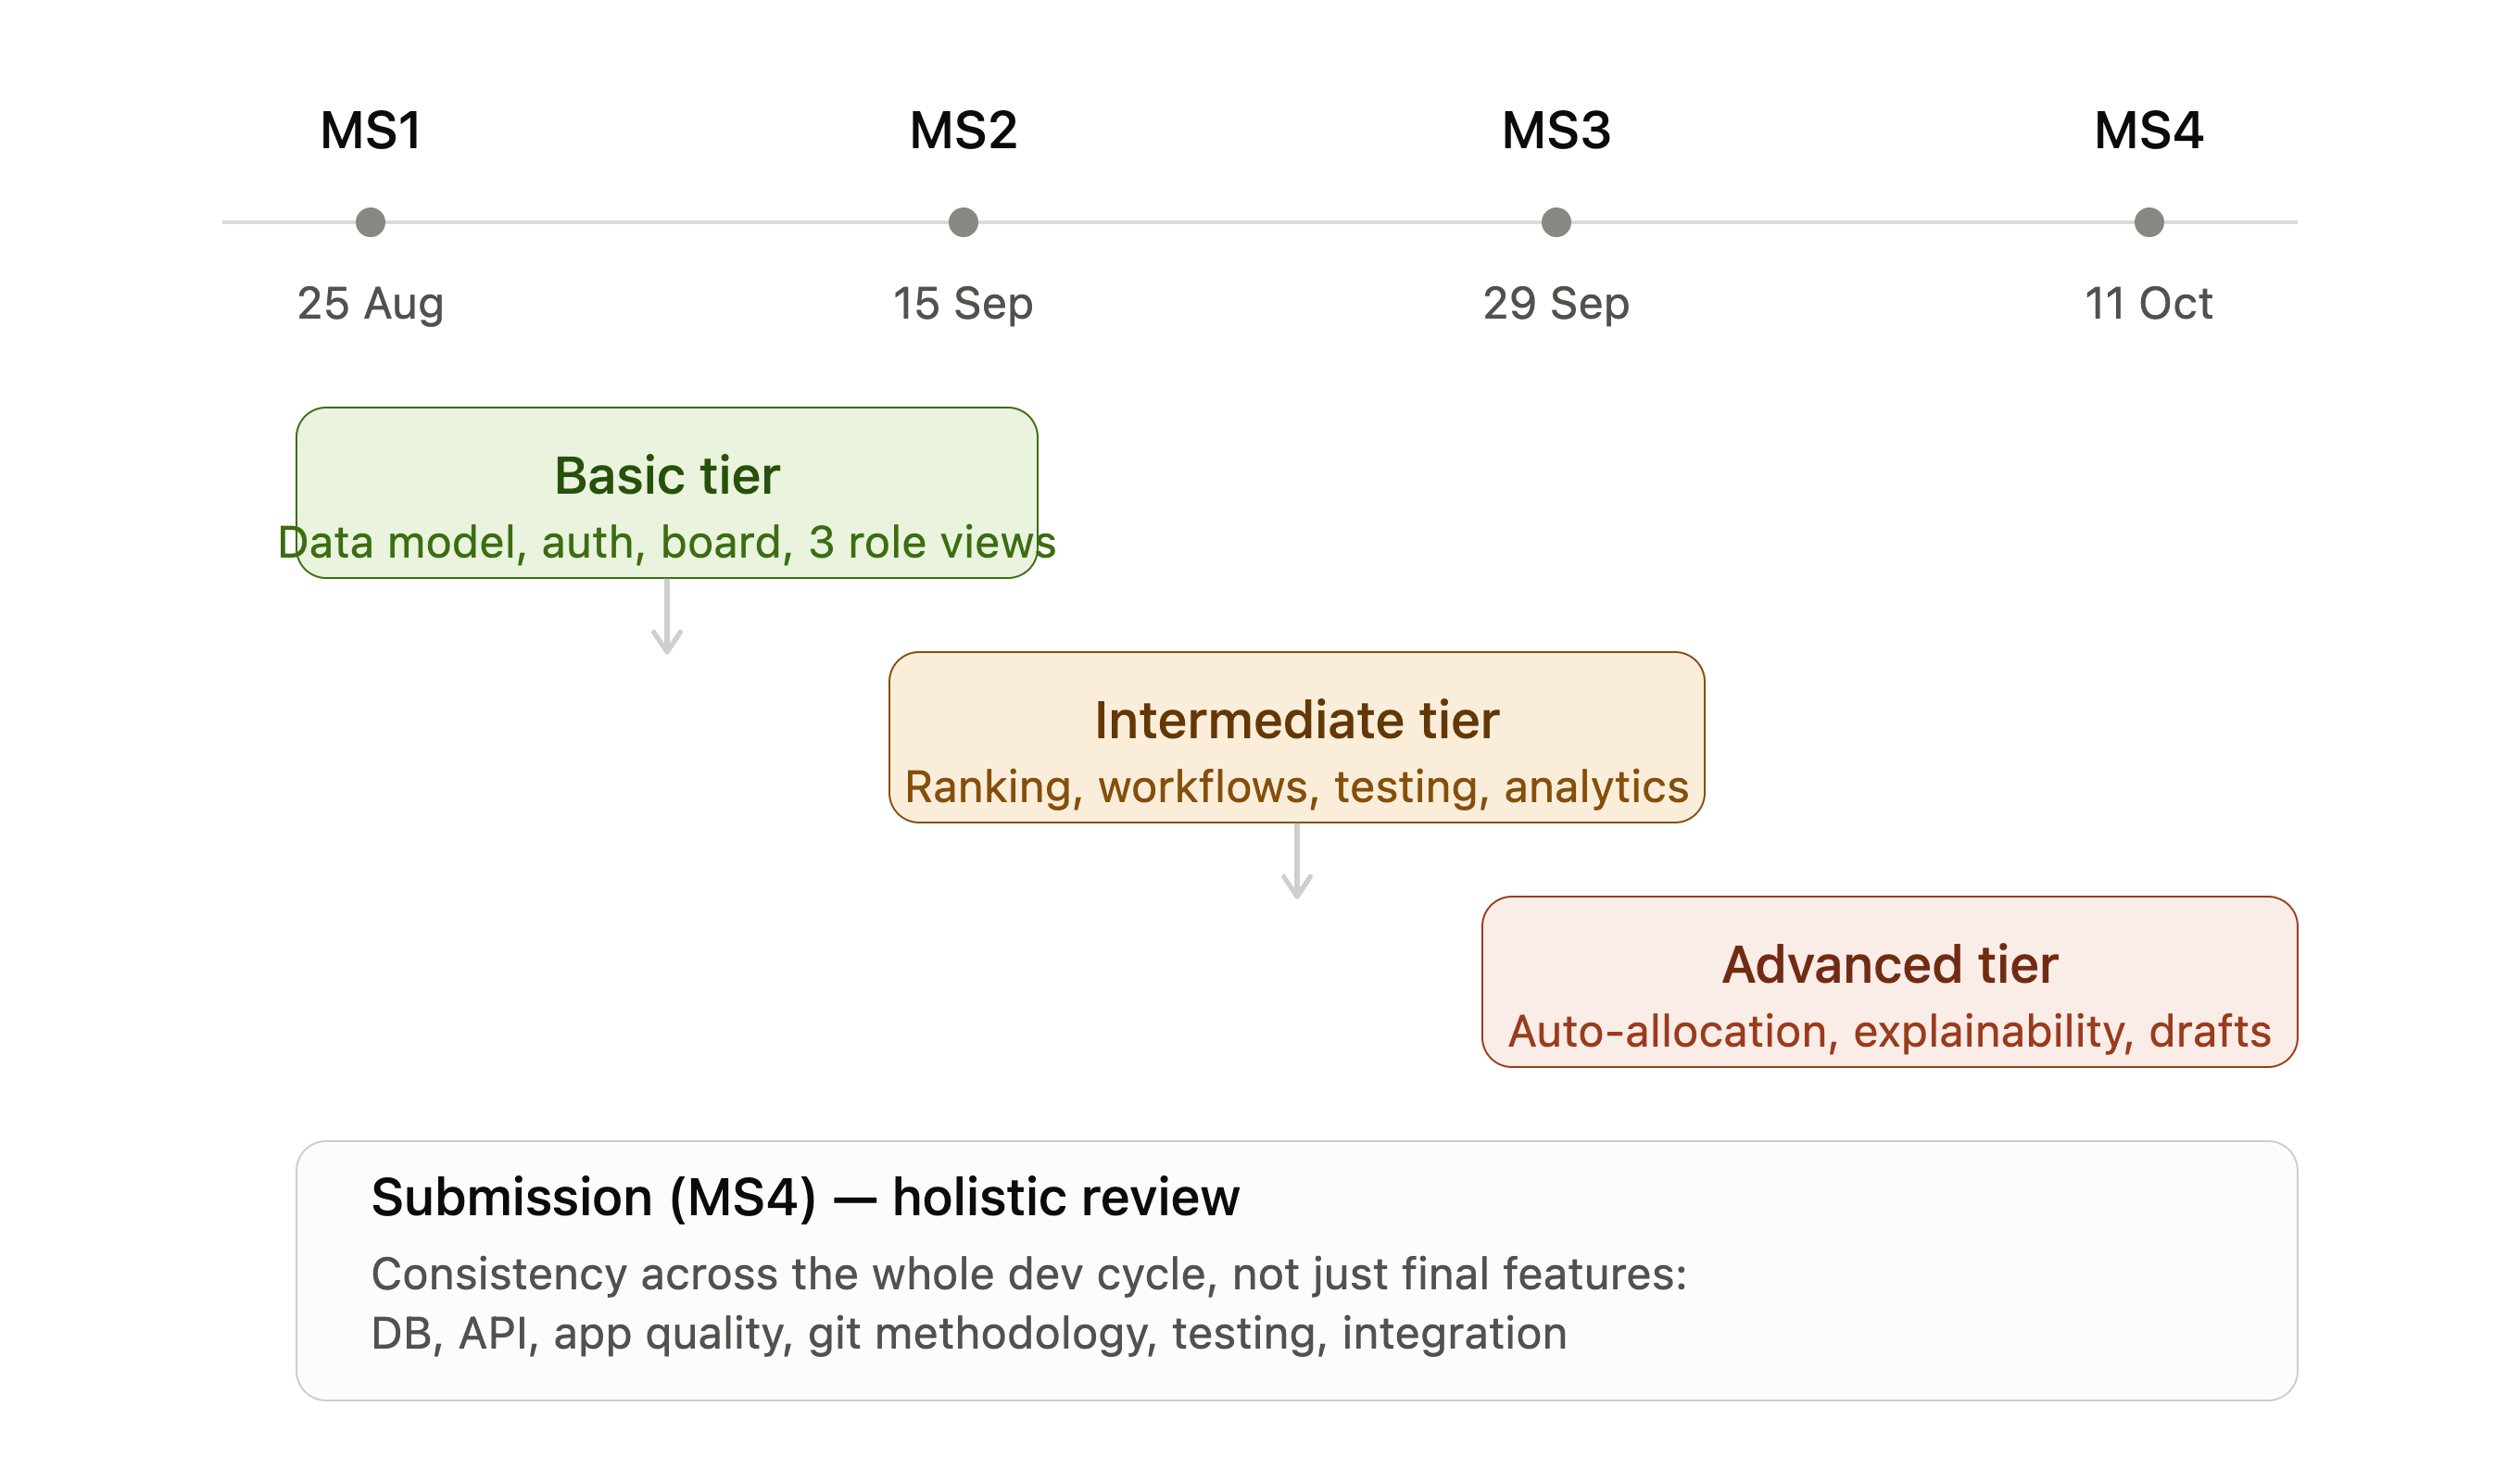 MS1 MS2 MS3 MS4
25 Aug 15 Sep 29 Sep 11 Oct
Basic tier
Data model, auth, board, 3 role views
Intermediate tier
Ranking, workflows, testing, analytics
Advanced tier
Auto-allocation, explainability, drafts
Submission (MS4) — holistic review
Consistency across the whole dev cycle, not just final features:
DB, API, app quality, git methodology, testing, integration